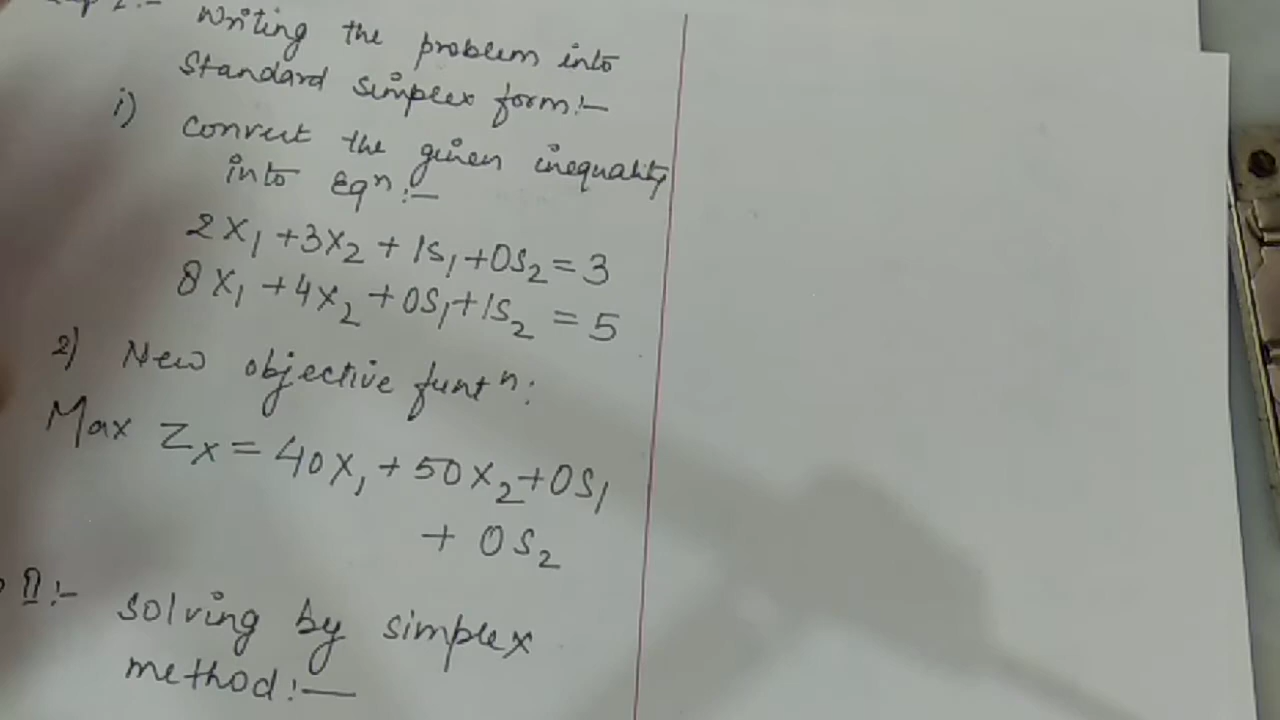 Writing the problem into
Standard simplex form:-
i) Convert the given inequality
into Eqⁿ:-
2X₁ + 3X₂ + 1S₁ + 0S₂ = 3
8X₁ + 4X₂ + 0S₁ + 1S₂ = 5
2) New objective funtⁿ:
Max Zx = 40X₁ + 50X₂ + 0S₁
+ 0S₂
II:- Solving by simplex
method:-